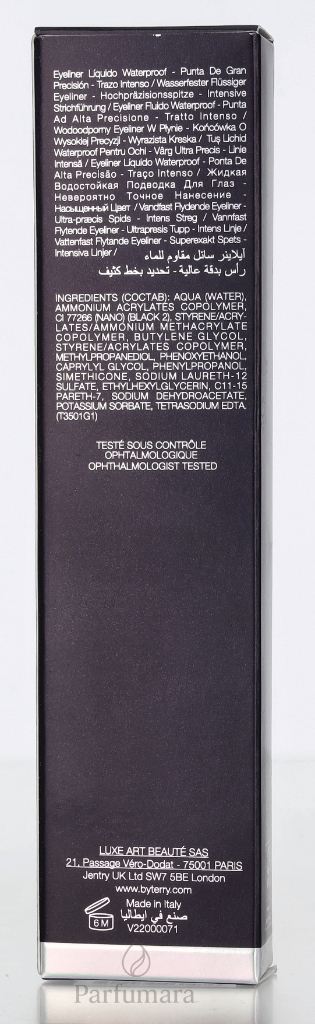 Eyeliner Líquido Waterproof - Punta De Gran
Precisión - Trazo Intenso / Wasserfester Flüssiger
Eyeliner - Hochpräzisionsspitze - Intensive
Strichführung / Eyeliner Fluido Waterproof - Punta
Ad Alta Precisione - Tratto Intenso /
Wodoodporny Eyeliner W Płynie - Końcówka O
Wysokiej Precyzji - Wyrazista Kreska / Tuș Lichid
Waterproof Pentru Ochi - Vârg Ultra Precis - Linie
Intensă / Eyeliner Líquido Waterproof - Ponta De
Alta Precisão - Traço Intenso / Жидкая
Водостойкая Подводка Для Глаз -
Невероятно Точное Нанесение -
Насыщенный Цвет / Vandfast Flydende Eyeliner -
Ultra-præcis Spids - Intens Streg / Vannfast
Flytende Eyeliner - Ultrapresis Tupp - Intens Linje /
Vattenfast Flytande Eyeliner - Superexakt Spets -
Intensiva Linjer / آيلاينر سائل مقاوم للماء
رأس بدقة عالية - تحديد بخط كثيف
INGREDIENTS (COCTAB): AQUA (WATER),
AMMONIUM ACRYLATES COPOLYMER,
CI 77266 (NANO) (BLACK 2), STYRENE/ACRY-
LATES/AMMONIUM METHACRYLATE
COPOLYMER, BUTYLENE GLYCOL,
STYRENE/ACRYLATES COPOLYMER,
METHYLPROPANEDIOL, PHENOXYETHANOL,
CAPRYLYL GLYCOL, PHENYLPROPANOL,
SIMETHICONE, SODIUM LAURETH-12
SULFATE, ETHYLHEXYLGLYCERIN, C11-15
PARETH-7, SODIUM DEHYDROACETATE,
POTASSIUM SORBATE, TETRASODIUM EDTA.
(T3501G1)
TESTÉ SOUS CONTRÔLE
OPHTALMOLOGIQUE
OPHTHALMOLOGIST TESTED
LUXE ART BEAUTÉ SAS
21, Passage Véro-Dodat - 75001 PARIS
Jentry UK Ltd SW7 5BE London
www.byterry.com
Made in Italy
صنع في ايطاليا
V22000071
6M
Parfumara